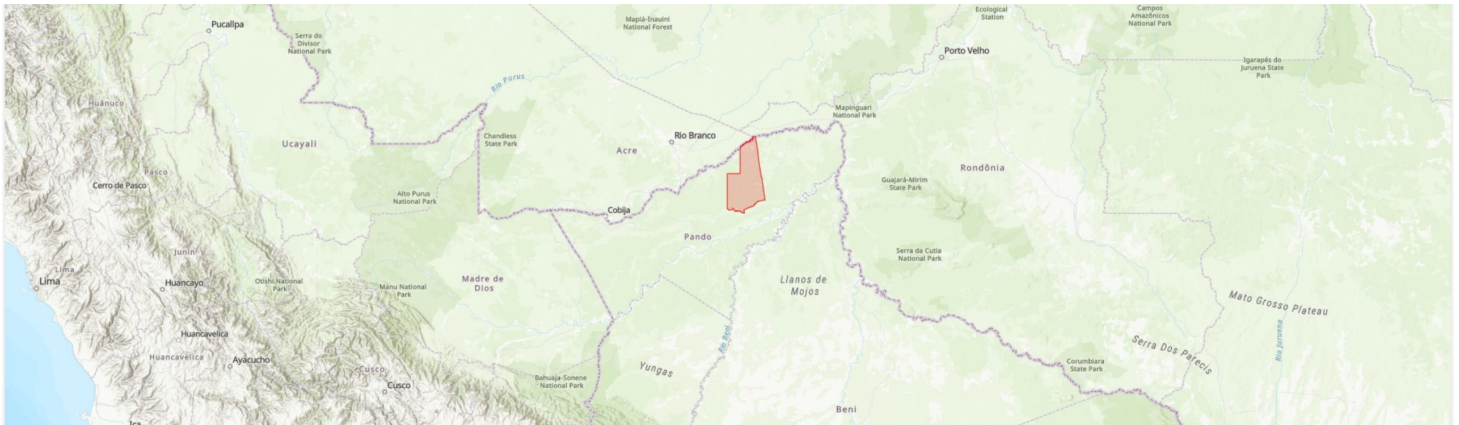 Pucallpa
Serra do
Divisor
National Park
Mapiá-Inauini
National Forest
Ecological
Station
Campos
Amazônicos
National Park
Porto Velho
Igarapés do
Juruena State
Park
Rio Purus
Huánuco
Mapinguari
National Park
Ucayali
Chandless
State Park
Rio Branco
Acre
Pasco
Cerro de Pasco
Alto Purus
National Park
Cobija
Guajará-Mirim
State Park
Rondônia
Pando
Junín
Lima
Lima
Huancayo
Otishi National
Park
Manu National
Park
Madre de
Dios
Llanos de
Mojos
Serra da Cutia
National Park
Mato Grosso Plateau
Huancavelica
Huancavelica
Ayacucho
Rio Beni
Yungas
Serra Dos Parecis
Rio Juruena
Cusco
Cusco
Bahuaja-Sonene
National Park
Corumbiara
State Park
Beni
Ica